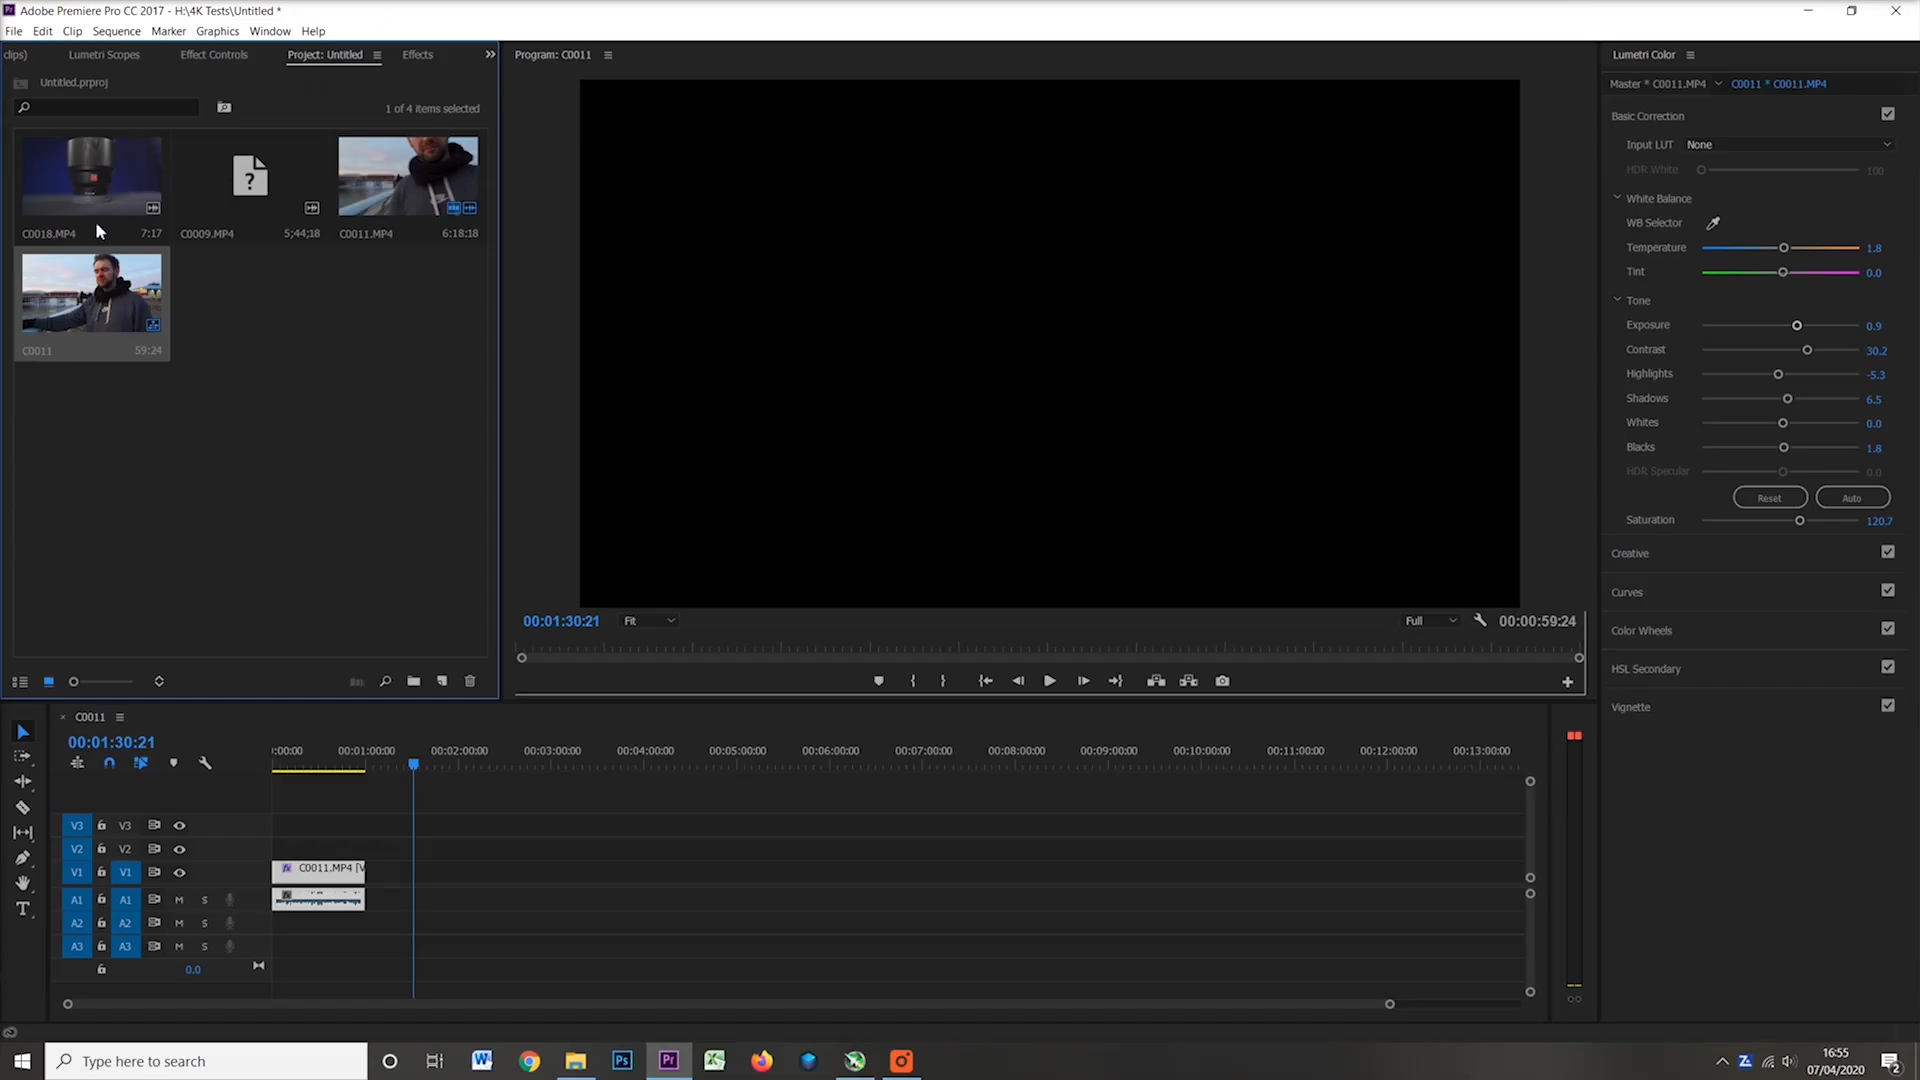 Adobe Premiere Pro CC 2017 - H:\4K Tests\Untitled *
File Edit Clip Sequence Marker Graphics Window Help
clips) Lumetri Scopes Effect Controls Project: Untitled Effects
Untitled.prproj
1 of 4 items selected
C0018.MP4 7:17
C0009.MP4 5;44;18
C0011.MP4 6:18:18
C0011 59:24
Program: C0011
00:01:30:21 Fit Full 00:00:59:24
Lumetri Color
Master * C0011.MP4 C0011 * C0011.MP4
Basic Correction
Input LUT None
HDR White 100
White Balance
WB Selector
Temperature 1.8
Tint 0.0
Tone
Exposure 0.9
Contrast 30.2
Highlights -5.3
Shadows 6.5
Whites 0.0
Blacks 1.8
HDR Specular 0.0
Reset Auto
Saturation 120.7
Creative
Curves
Color Wheels
HSL Secondary
Vignette
× C0011
00:01:30:21
:00:00 00:01:00:00 00:02:00:00 00:03:00:00 00:04:00:00 00:05:00:00 00:06:00:00 00:07:00:00 00:08:00:00 00:09:00:00 00:10:00:00 00:11:00:00 00:12:00:00 00:13:00:00
V3 V3
V2 V2
V1 V1 fx C0011.MP4 [V
A1 A1 M S fx
A2 A2 M S
A3 A3 M S
0.0
Type here to search
16:55
07/04/2020
2